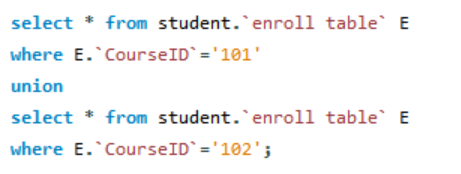 select * from student.`enroll table` E
where E.`CourseID`='101'
union
select * from student.`enroll table` E
where E.`CourseID`='102';